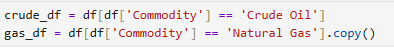 crude_df = df[df['Commodity'] == 'Crude Oil']
gas_df = df[df['Commodity'] == 'Natural Gas'].copy()